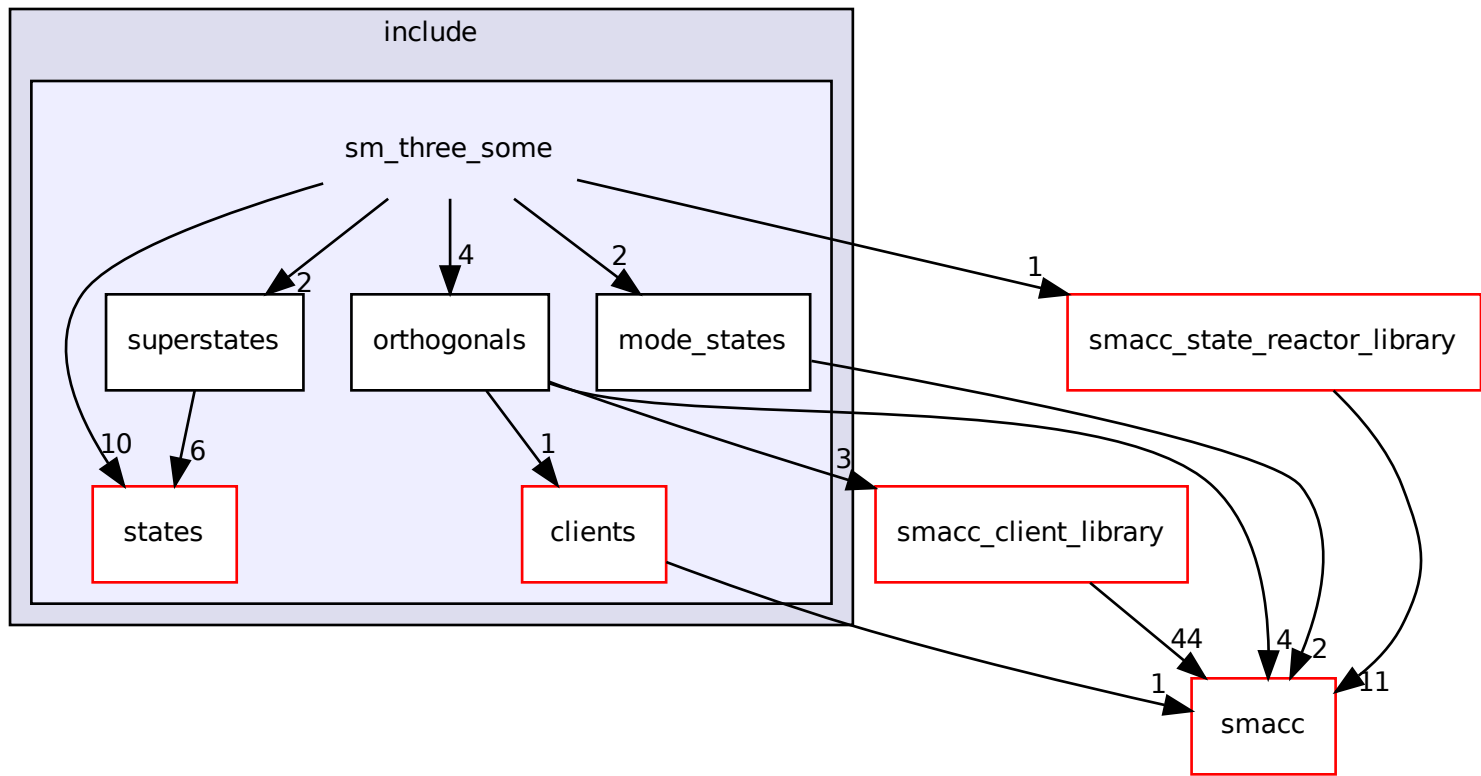 include
sm_three_some
1
2
4
2
superstates
orthogonals
mode_states
smacc_state_reactor_library
10
6
1
3
states
clients
smacc_client_library
44
4
2
1
11
smacc